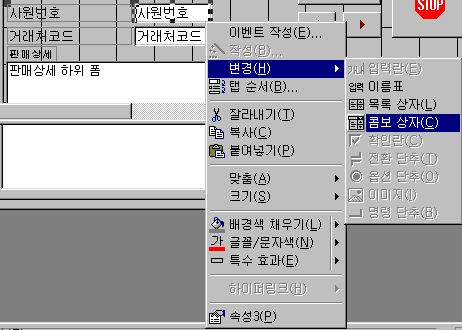 사원번호 사원번호
거래처코드 거래처코드
판매상세
판매상세 하위 폼
STOP
이벤트 작성(E)...
작성(B)...
변경(H)
탭 순서(B)...
잘라내기(T)
복사(C)
붙여넣기(P)
맞춤(A)
크기(S)
배경색 채우기(L)
글꼴/문자색(N)
특수 효과(E)
하이퍼링크(H)
속성3(P)
입력란(E)
이름표
목록 상자(L)
콤보 상자(C)
확인란(C)
전환 단추(T)
옵션 단추(O)
이미지(I)
명령 단추(B)